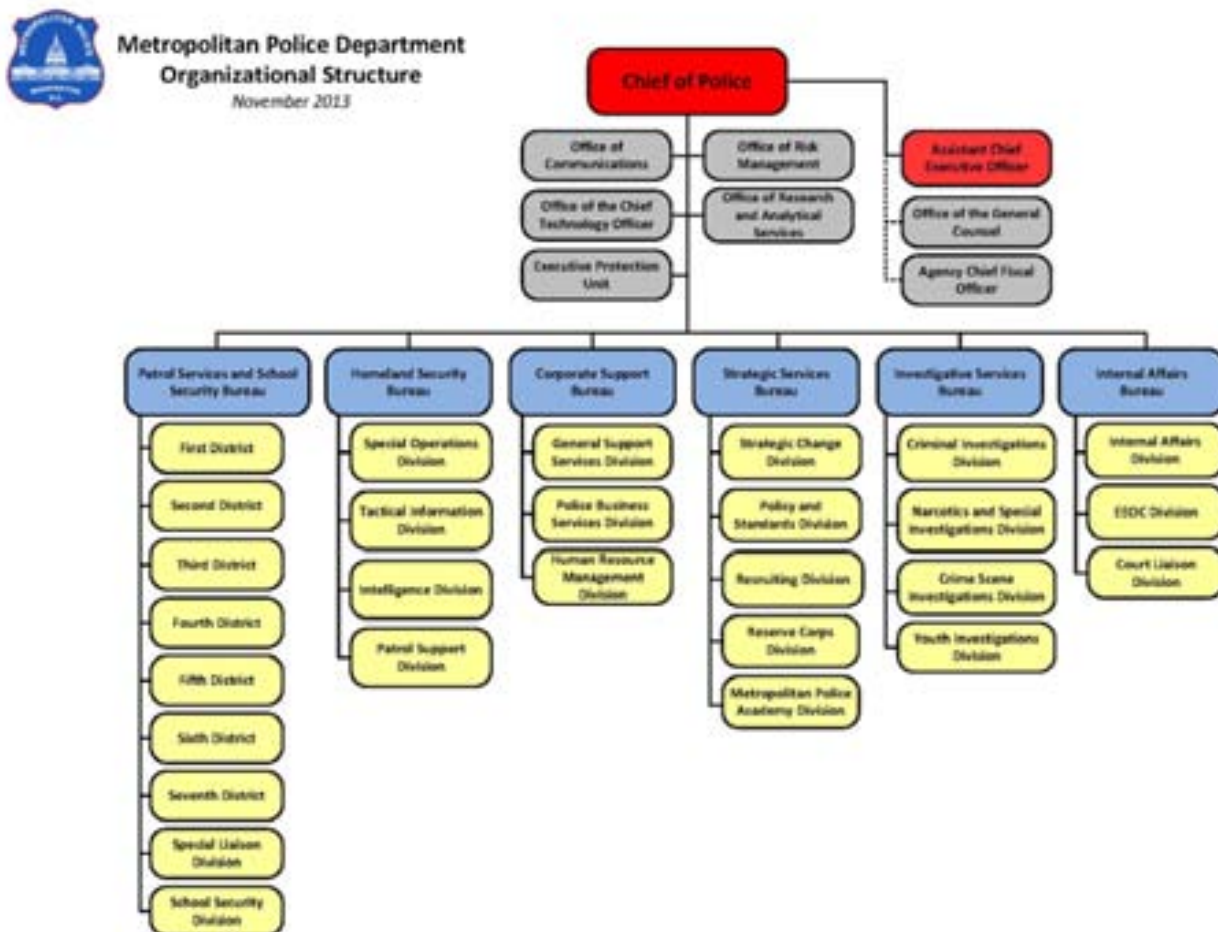 METROPOLITAN POLICE
WASHINGTON
D.C.
Metropolitan Police Department
Organizational Structure
November 2013
Chief of Police
Office of
Communications
Office of Risk
Management
Assistant Chief
Executive Officer
Office of the Chief
Technology Officer
Office of Research
and Analytical
Services
Office of the General
Counsel
Executive Protection
Unit
Agency Chief Fiscal
Officer
Patrol Services and School
Security Bureau
First District
Second District
Third District
Fourth District
Fifth District
Sixth District
Seventh District
Special Liaison
Division
School Security
Division
Homeland Security
Bureau
Special Operations
Division
Tactical Information
Division
Intelligence Division
Patrol Support
Division
Corporate Support
Bureau
General Support
Services Division
Police Business
Services Division
Human Resource
Management
Division
Strategic Services
Bureau
Strategic Change
Division
Policy and
Standards Division
Recruiting Division
Reserve Corps
Division
Metropolitan Police
Academy Division
Investigative Services
Bureau
Criminal Investigations
Division
Narcotics and Special
Investigations Division
Crime Scene
Investigations Division
Youth Investigations
Division
Internal Affairs
Bureau
Internal Affairs
Division
Division
Court Liaison
Division